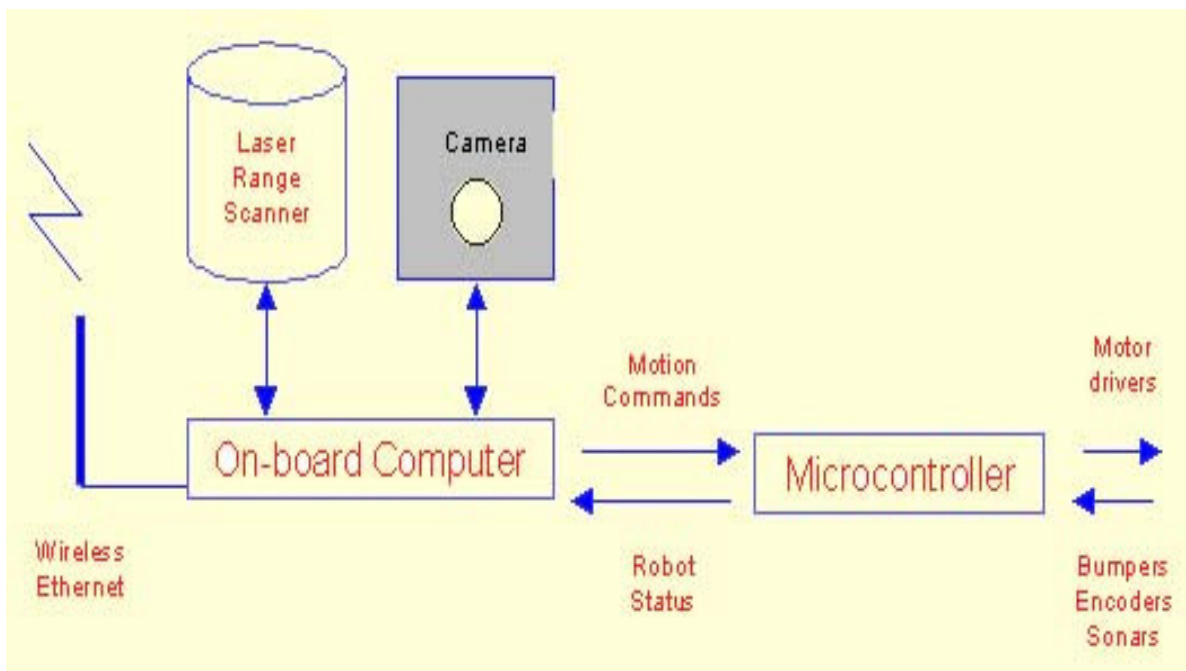 Laser
Range
Scanner
Camera
Motion
Commands
Motor
drivers
On-board Computer
Microcontroller
Wireless
Ethernet
Robot
Status
Bumpers
Encoders
Sonars